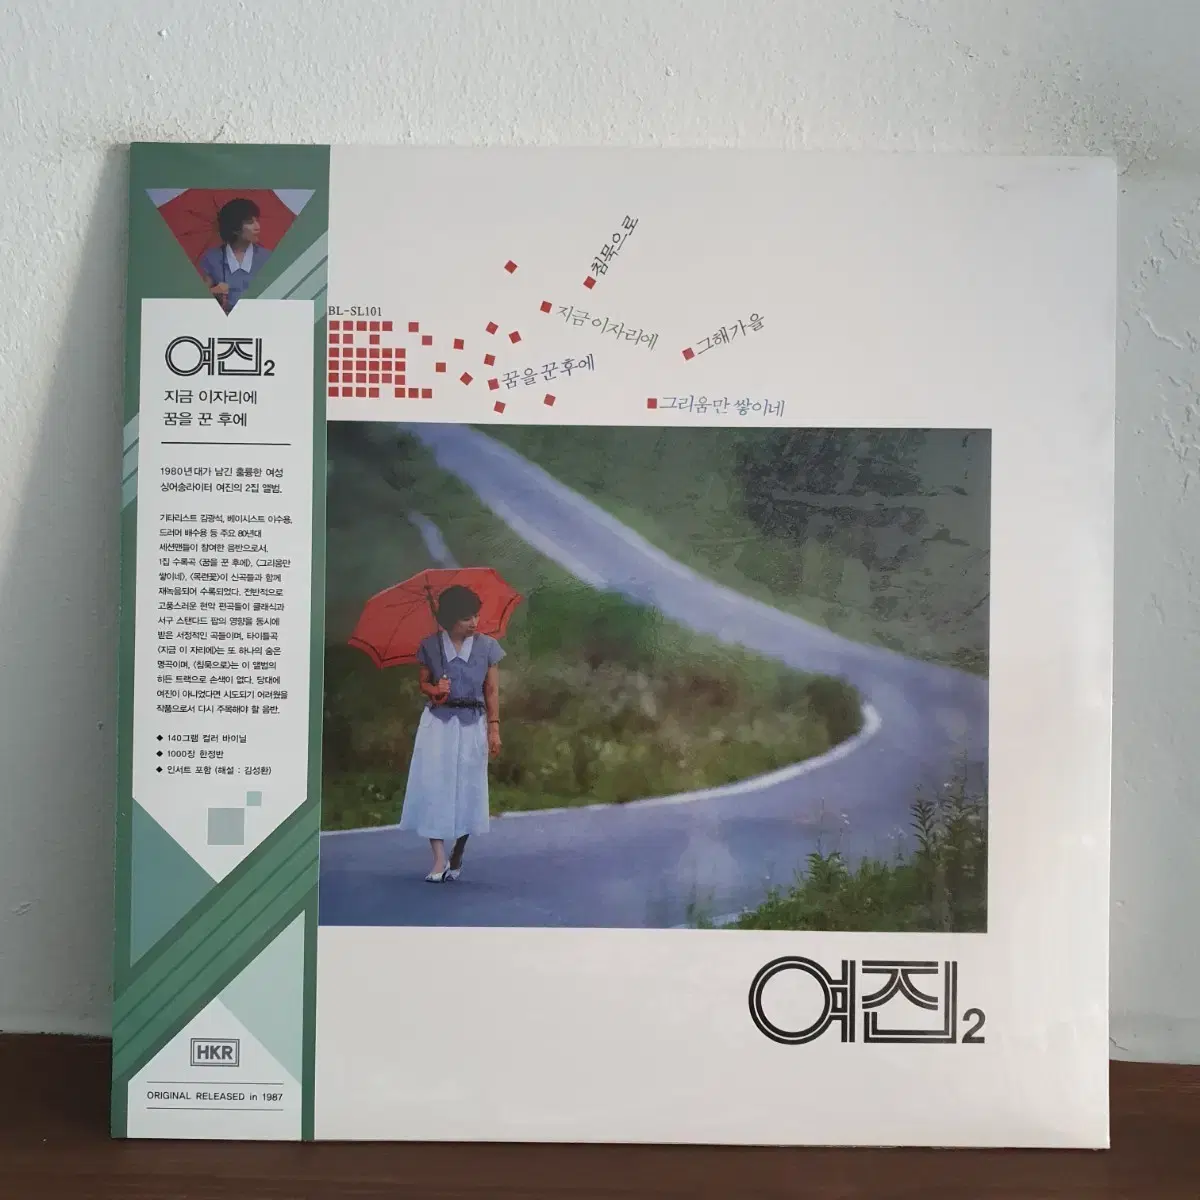 여진2
지금 이자리에
꿈을 꾼 후에
1980년대가 남긴 훌륭한 여성
싱어송라이터 여진의 2집 앨범.
기타리스트 김광석, 베이시스트 이수용,
드러머 배수용 등 주요 80년대
세션맨들이 참여한 음반으로서,
1집 수록곡 〈꿈을 꾼 후에〉, 〈그리움만
쌓이네〉, 〈목련꽃〉이 신곡들과 함께
재녹음되어 수록되었다. 전반적으로
고풍스러운 현악 편곡들이 클래식과
서구 스탠다드 팝의 영향을 동시에
받은 서정적인 곡들이며, 타이틀곡
〈지금 이 자리에〉는 또 하나의 숨은
명곡이며, 〈침묵으로〉는 이 앨범의
히든 트랙으로 손색이 없다. 당대에
여진이 아니었다면 시도되기 어려웠을
작품으로서 다시 주목해야 할 음반.
◆ 140그램 컬러 바이닐
◆ 1000장 한정반
◆ 인서트 포함 (해설 : 김성환)
HKR
ORIGINAL RELEASED in 1987
BL-SL101
침묵으로
지금 이자리에
그해가을
꿈을 꾼후에
그리움만 쌓이네
여진2